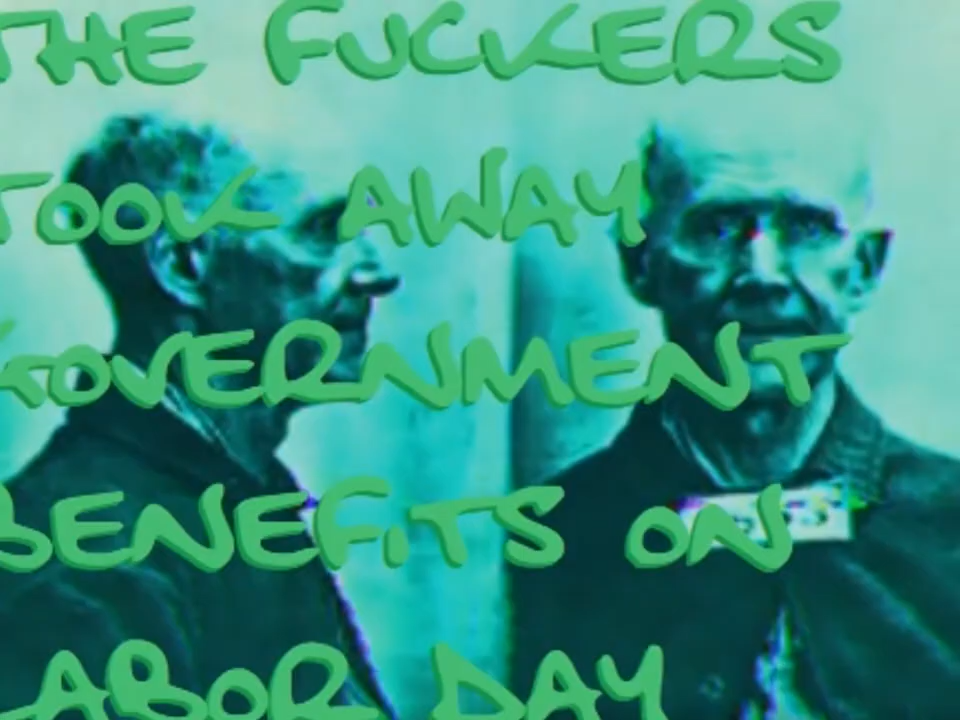 THE FUCKERS
TOOK AWAY
GOVERNMENT
BENEFITS ON
LABOR DAY